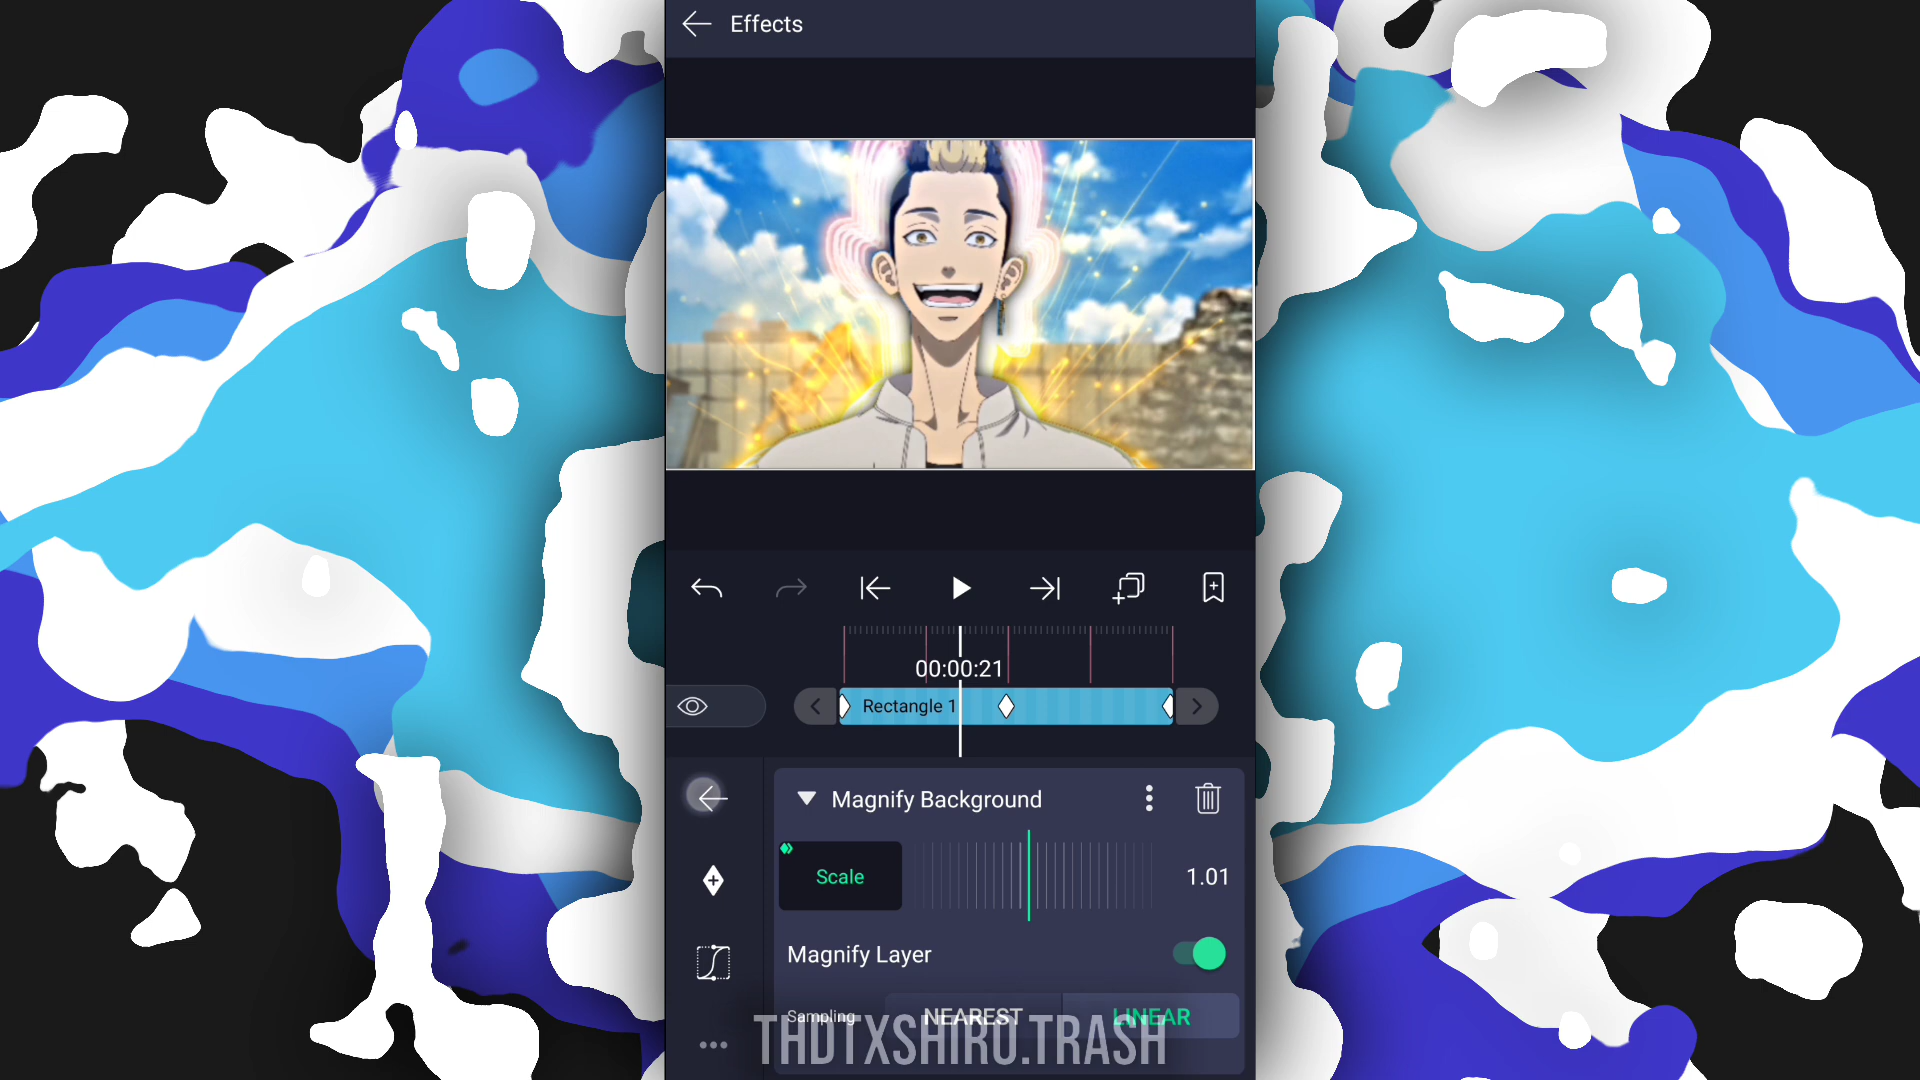 Effects
00:00:21
Rectangle 1
Magnify Background
Scale
1.01
Magnify Layer
Sampling
NEAREST
LINEAR
THDTXSHIRU.TRASH